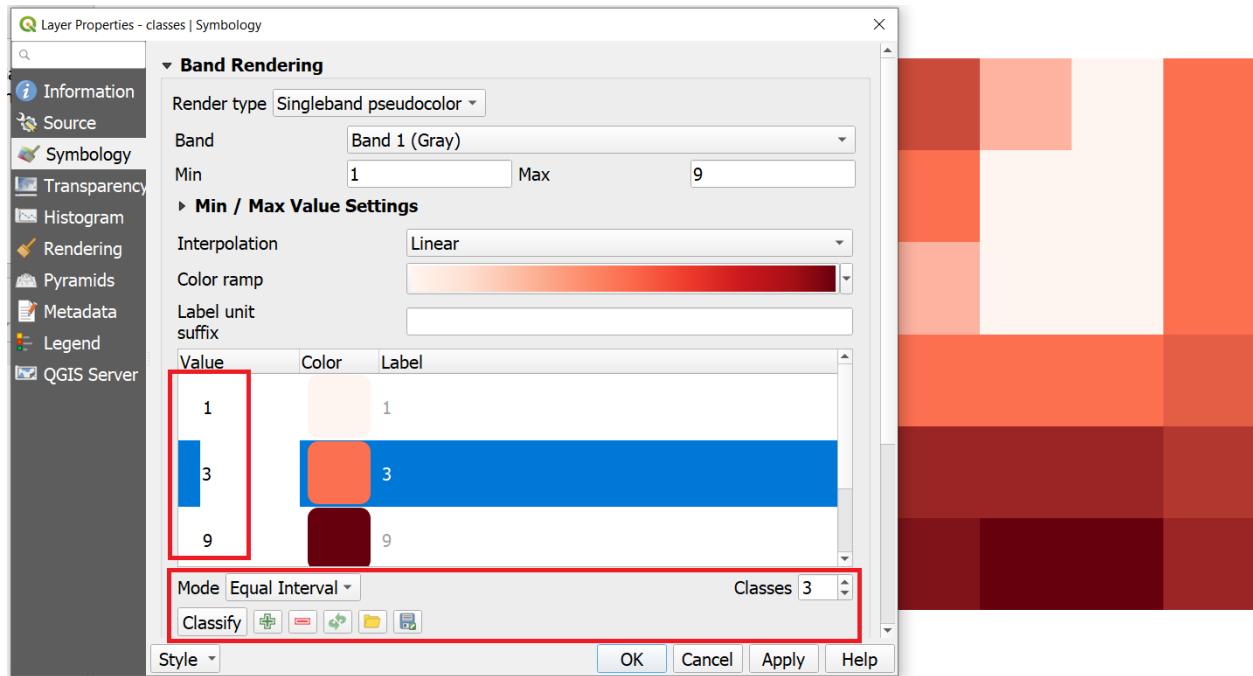 Layer Properties - classes | Symbology
Information
Source
Symbology
Transparency
Histogram
Rendering
Pyramids
Metadata
Legend
QGIS Server
Band Rendering
Render type Singleband pseudocolor
Band Band 1 (Gray)
Min 1 Max 9
Min / Max Value Settings
Interpolation Linear
Color ramp
Label unit
suffix
Value Color Label
1 1
3 3
9 9
Mode Equal Interval Classes 3
Classify
Style OK Cancel Apply Help